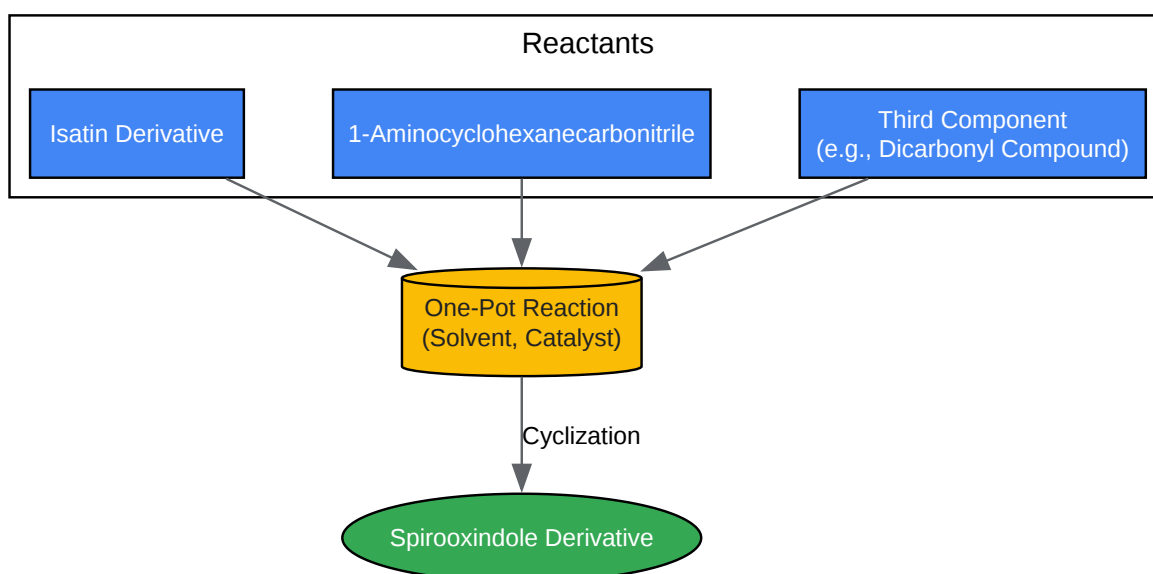 Reactants
Isatin Derivative
1-Aminocyclohexanecarbonitrile
Third Component
(e.g., Dicarbonyl Compound)
One-Pot Reaction
(Solvent, Catalyst)
Cyclization
Spirooxindole Derivative